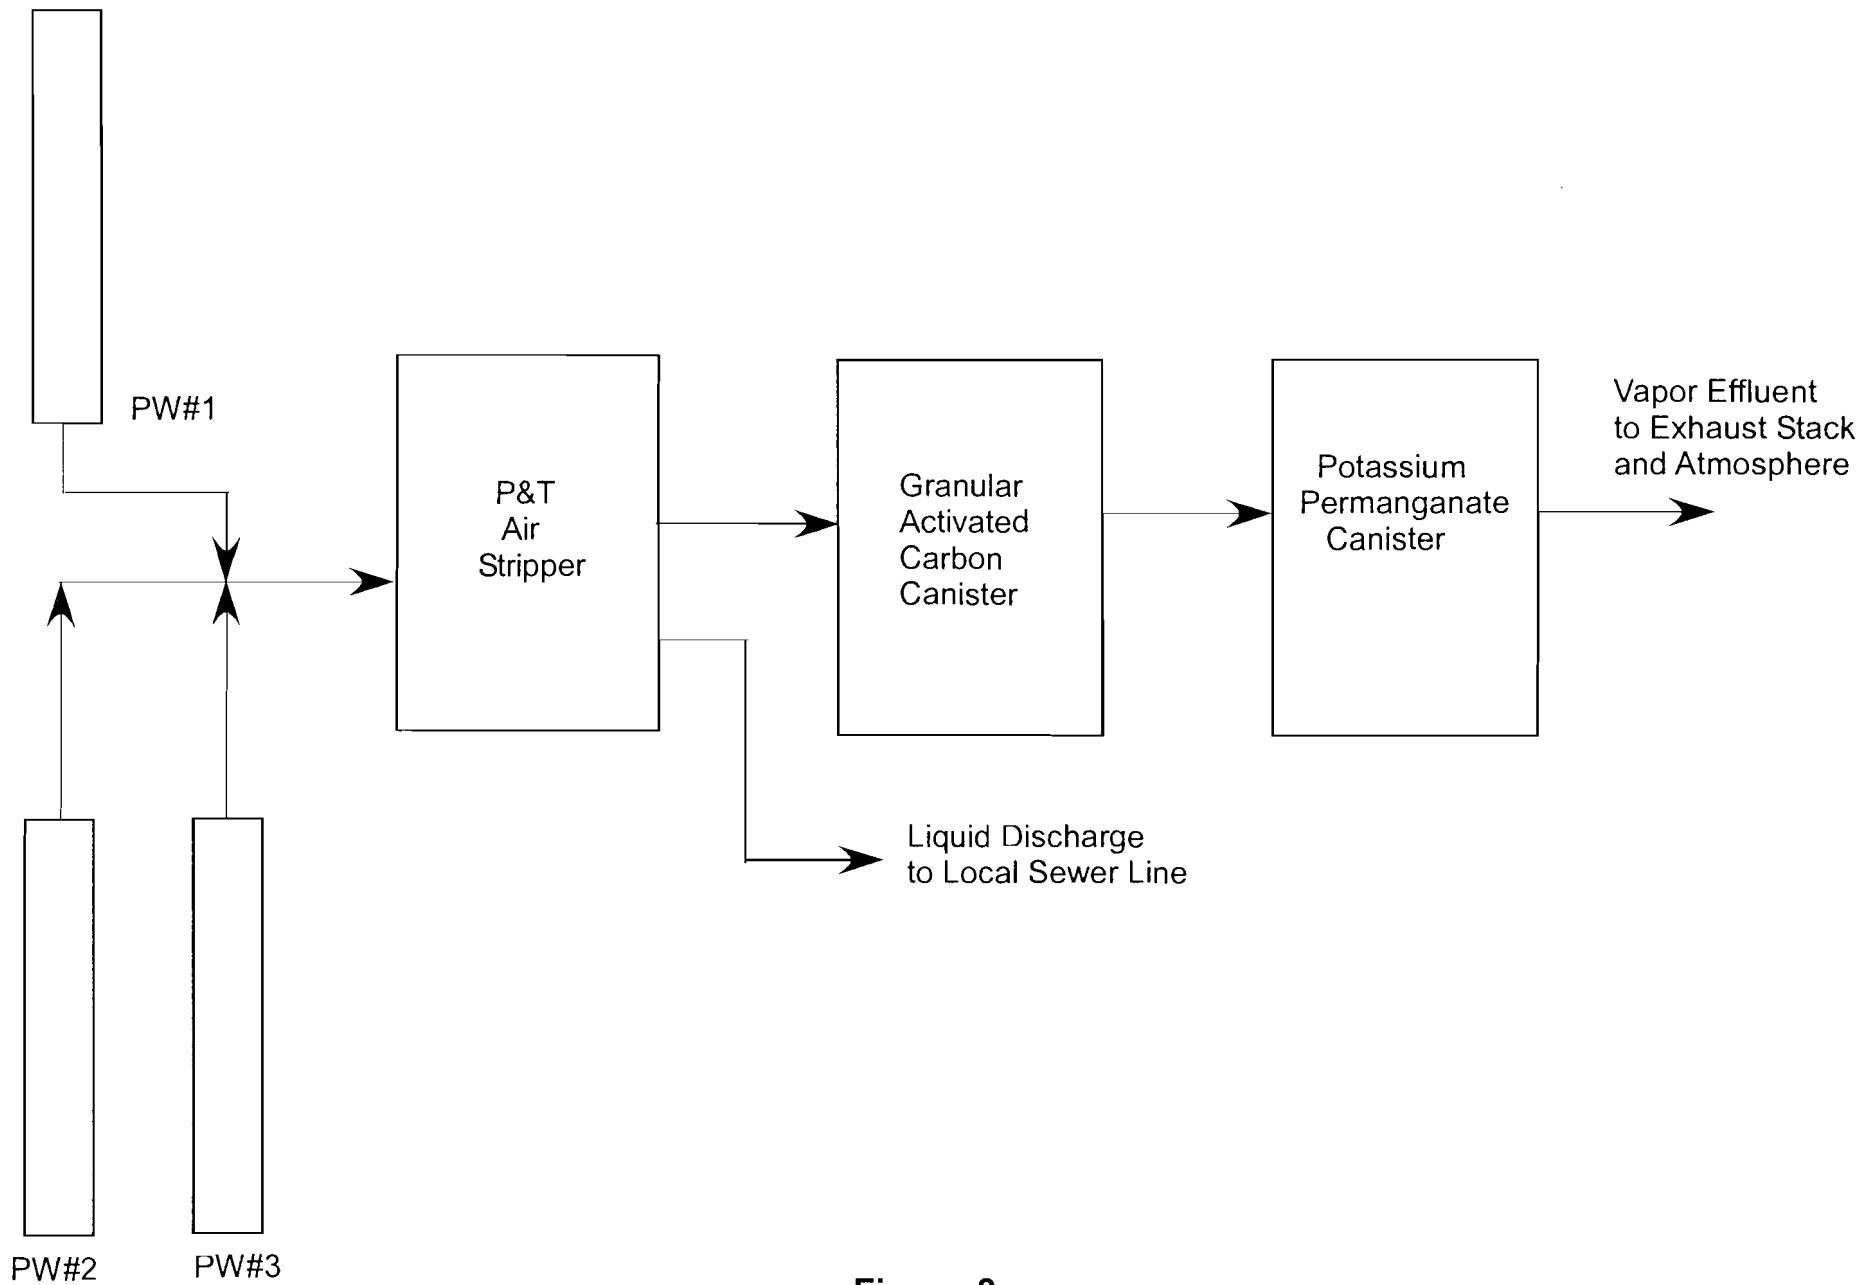 PW#1
P&T
Air
Stripper
Granular
Activated
Carbon
Canister
Potassium
Permanganate
Canister
Vapor Effluent
to Exhaust Stack
and Atmosphere
Liquid Discharge
to Local Sewer Line
PW#2
PW#3